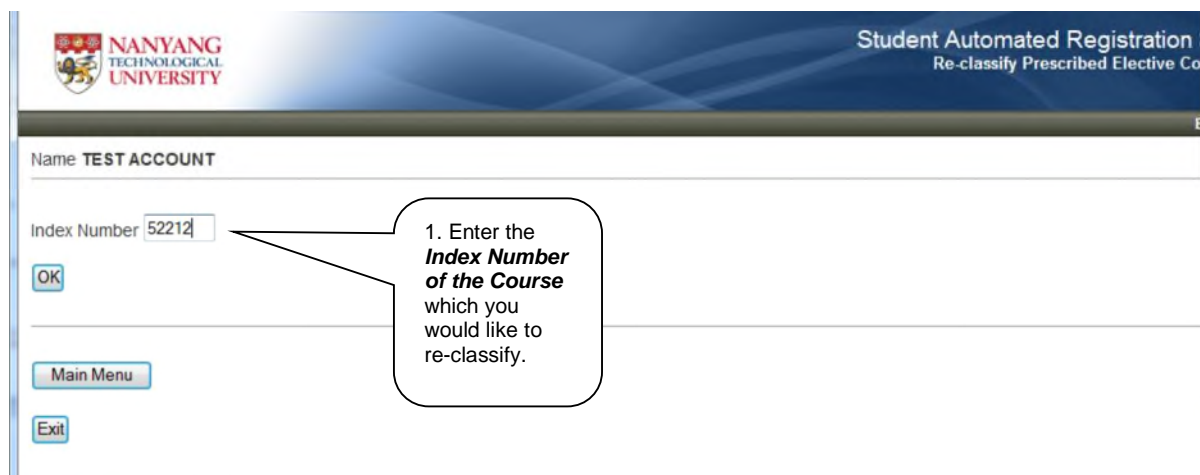 NANYANG
TECHNOLOGICAL
UNIVERSITY
Student Automated Registration
Re-classify Prescribed Elective Co
E
Name TEST ACCOUNT
Index Number 52212
OK
1. Enter the
Index Number
of the Course
which you
would like to
re-classify.
Main Menu
Exit